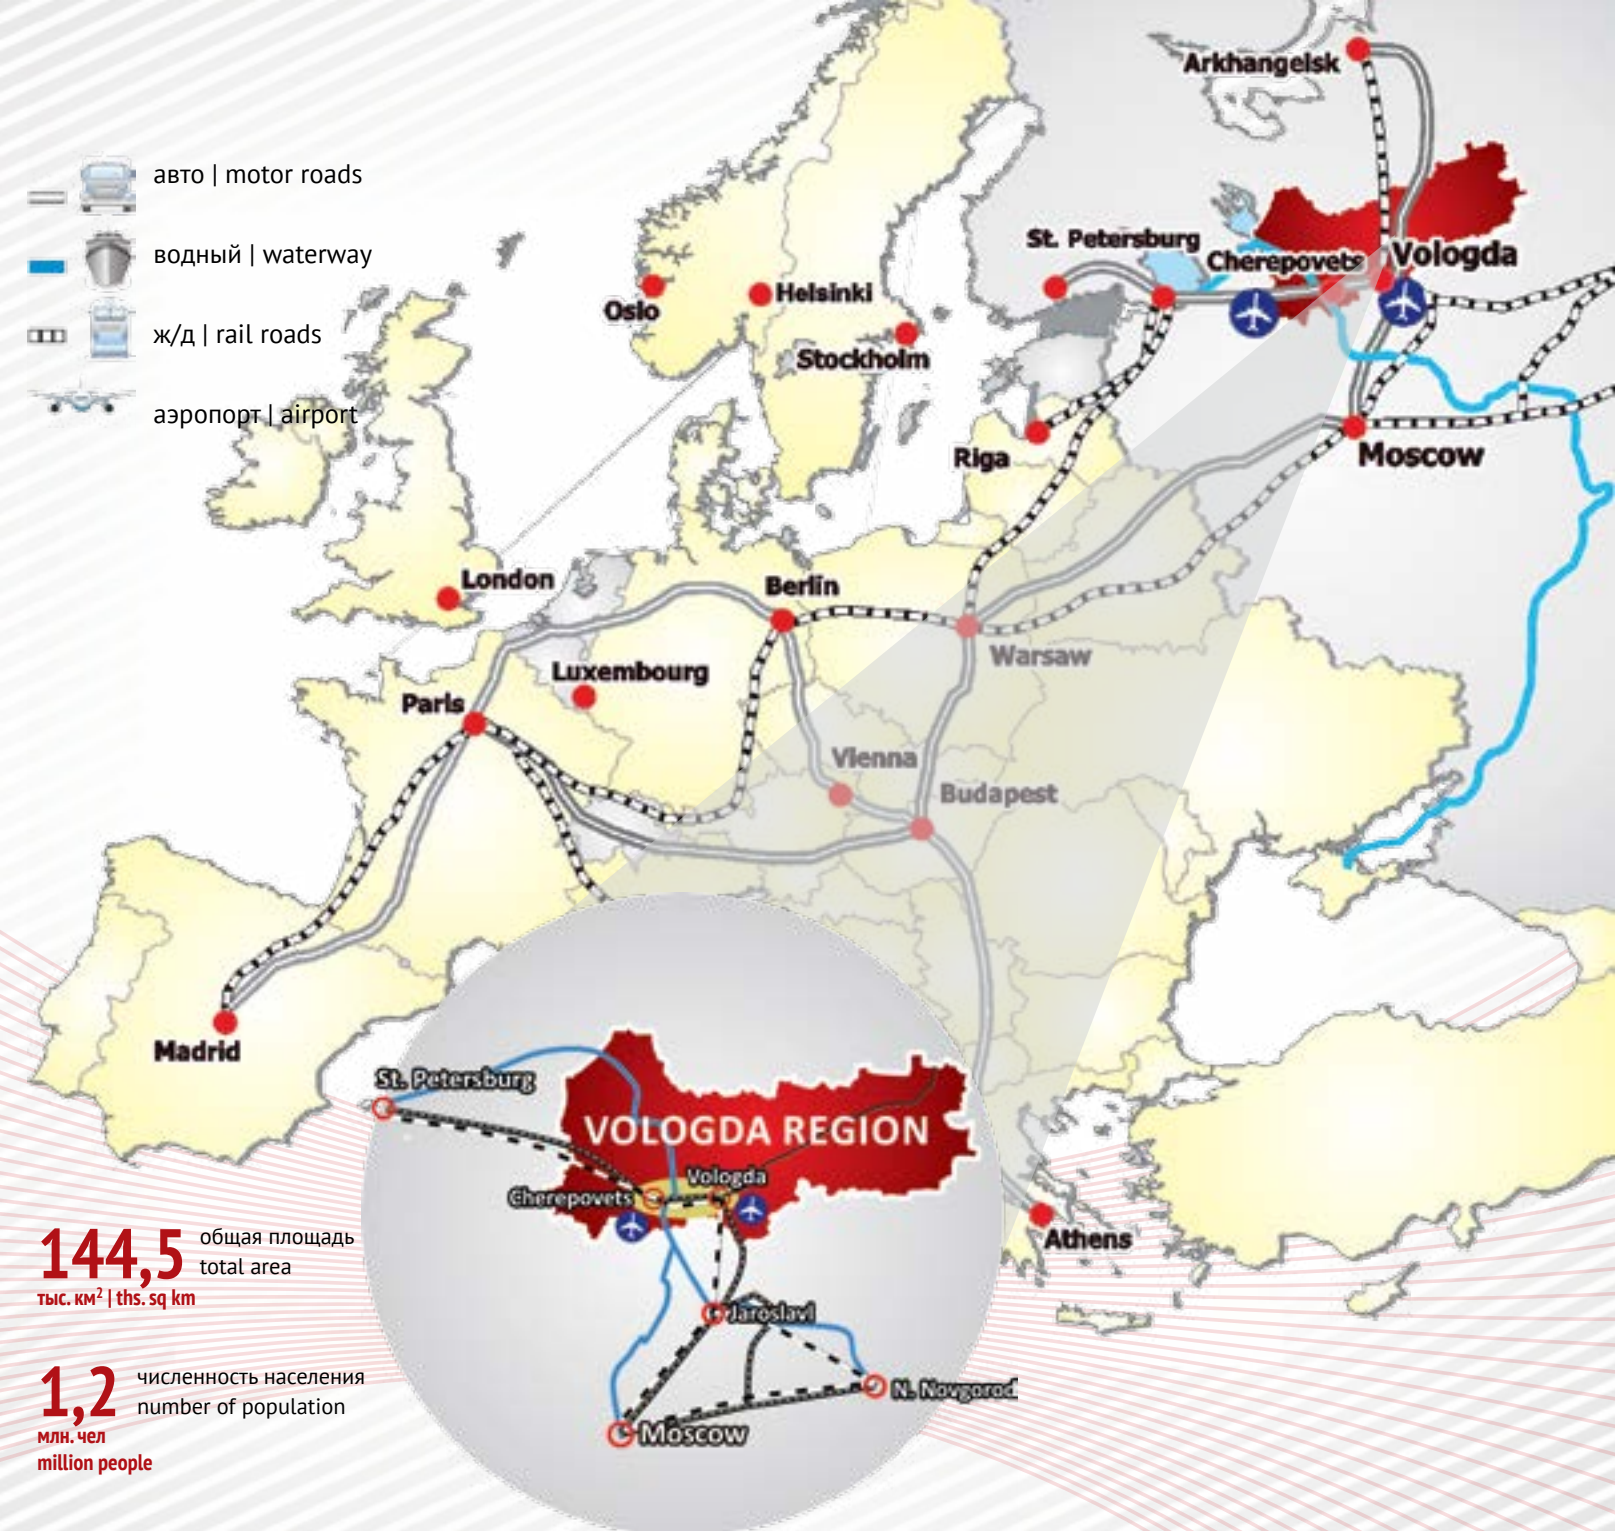 авто | motor roads
водный | waterway
ж/д | rail roads
аэропорт | airport
Arkhangelsk
St. Petersburg
Cherepovets
Vologda
Oslo
Helsinki
Stockholm
Riga
Moscow
London
Berlin
Warsaw
Luxembourg
Paris
Vienna
Budapest
Madrid
Athens
St. Petersburg
VOLOGDA REGION
Vologda
Cherepovets
Jaroslavl
N. Novgorod
Moscow
144,5 общая площадь
total area
тыс. км² | ths. sq km
1,2 численность населения
number of population
млн. чел
million people